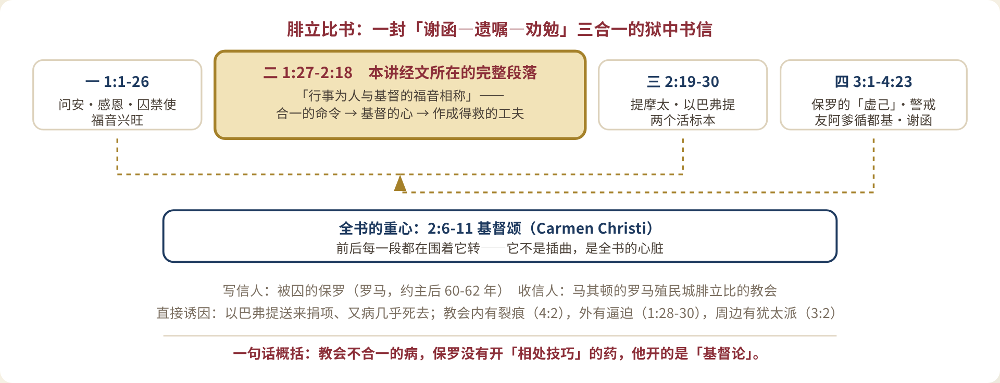 腓立比书：一封「谢函—遗嘱—劝勉」三合一的狱中书信
一 1:1-26
问安・感恩・囚禁使
福音兴旺
二 1:27-2:18　本讲经文所在的完整段落
「行事为人与基督的福音相称」——
合一的命令 → 基督的心 → 作成得救的工夫
三 2:19-30
提摩太・以巴弗提
两个活标本
四 3:1-4:23
保罗的「虚己」・警戒
友阿爹循都基・谢函
全书的重心：2:6-11 基督颂（Carmen Christi）
前后每一段都在围着它转——它不是插曲，是全书的心脏
写信人：被囚的保罗（罗马，约主后 60-62 年）　收信人：马其顿的罗马殖民城腓立比的教会
直接诱因：以巴弗提送来捐项、又病几乎死去；教会内有裂痕（4:2），外有逼迫（1:28-30），周边有犹太派（3:2）
一句话概括：教会不合一的病，保罗没有开「相处技巧」的药，他开的是「基督论」。